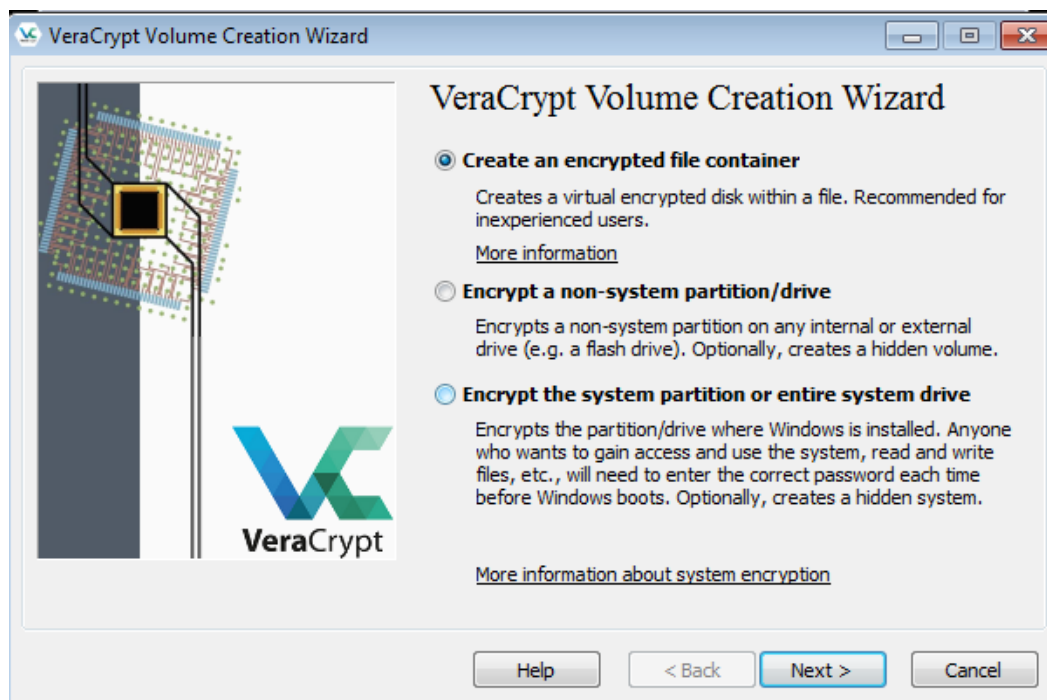 VeraCrypt Volume Creation Wizard
VeraCrypt Volume Creation Wizard
Create an encrypted file container
Creates a virtual encrypted disk within a file. Recommended for
inexperienced users.
More information
Encrypt a non-system partition/drive
Encrypts a non-system partition on any internal or external
drive (e.g. a flash drive). Optionally, creates a hidden volume.
Encrypt the system partition or entire system drive
Encrypts the partition/drive where Windows is installed. Anyone
who wants to gain access and use the system, read and write
files, etc., will need to enter the correct password each time
before Windows boots. Optionally, creates a hidden system.
VeraCrypt
More information about system encryption
Help
< Back
Next >
Cancel